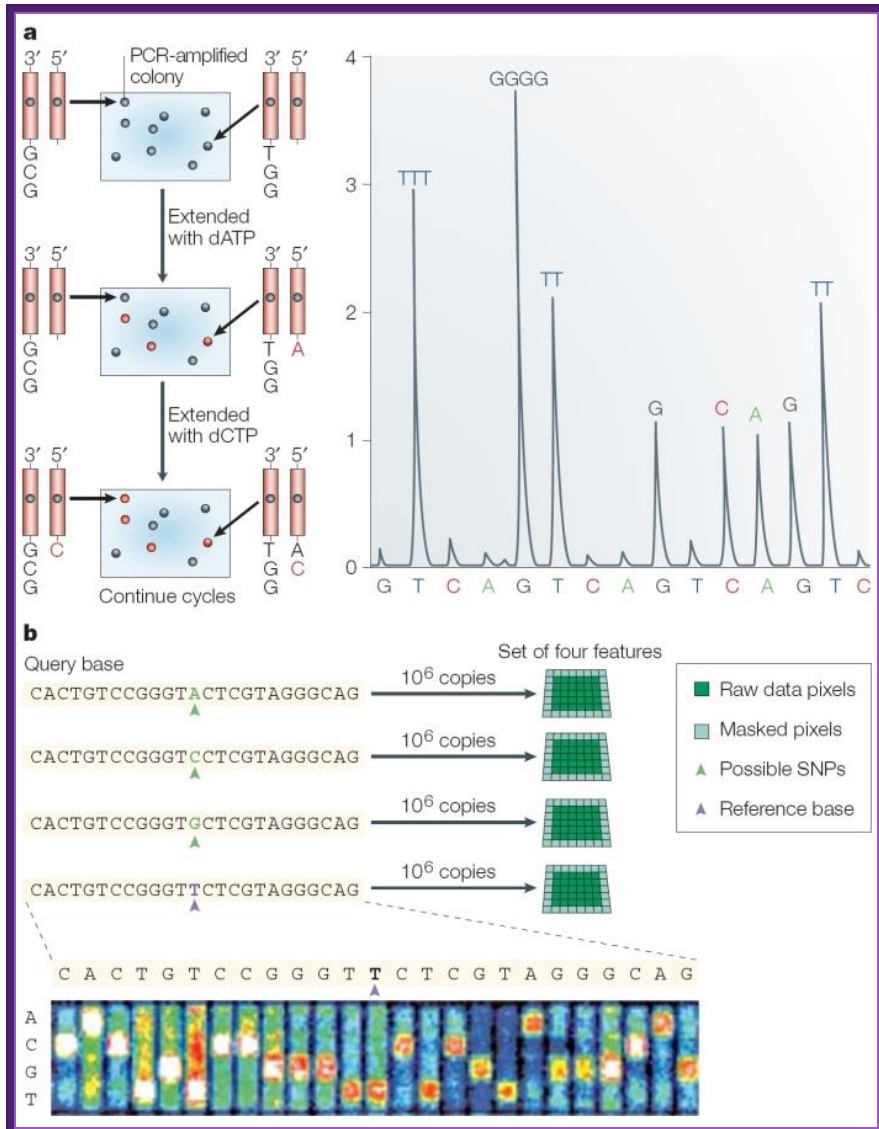 a
3′ 5′
PCR-amplified
colony
3′ 5′
G
C
G
T
G
G
Extended
with dATP
3′ 5′
3′ 5′
G
C
G
T
G
G
A
Extended
with dCTP
3′ 5′
3′ 5′
G
C
G
C
T
G
G
A
C
Continue cycles
4
3
2
1
0
TTT
GGGG
TT
G
C
A
G
TT
G T C A G T C A G T C A G T C
b
Query base
Set of four features
CACTGTCCGGGTACTCGTAGGGCAG
10⁶ copies
CACTGTCCGGGTCCTCGTAGGGCAG
10⁶ copies
CACTGTCCGGGTGCTCGTAGGGCAG
10⁶ copies
CACTGTCCGGGTTCTCGTAGGGCAG
10⁶ copies
Raw data pixels
Masked pixels
Possible SNPs
Reference base
C A C T G T C C G G G T T C T C G T A G G G C A G
A
C
G
T